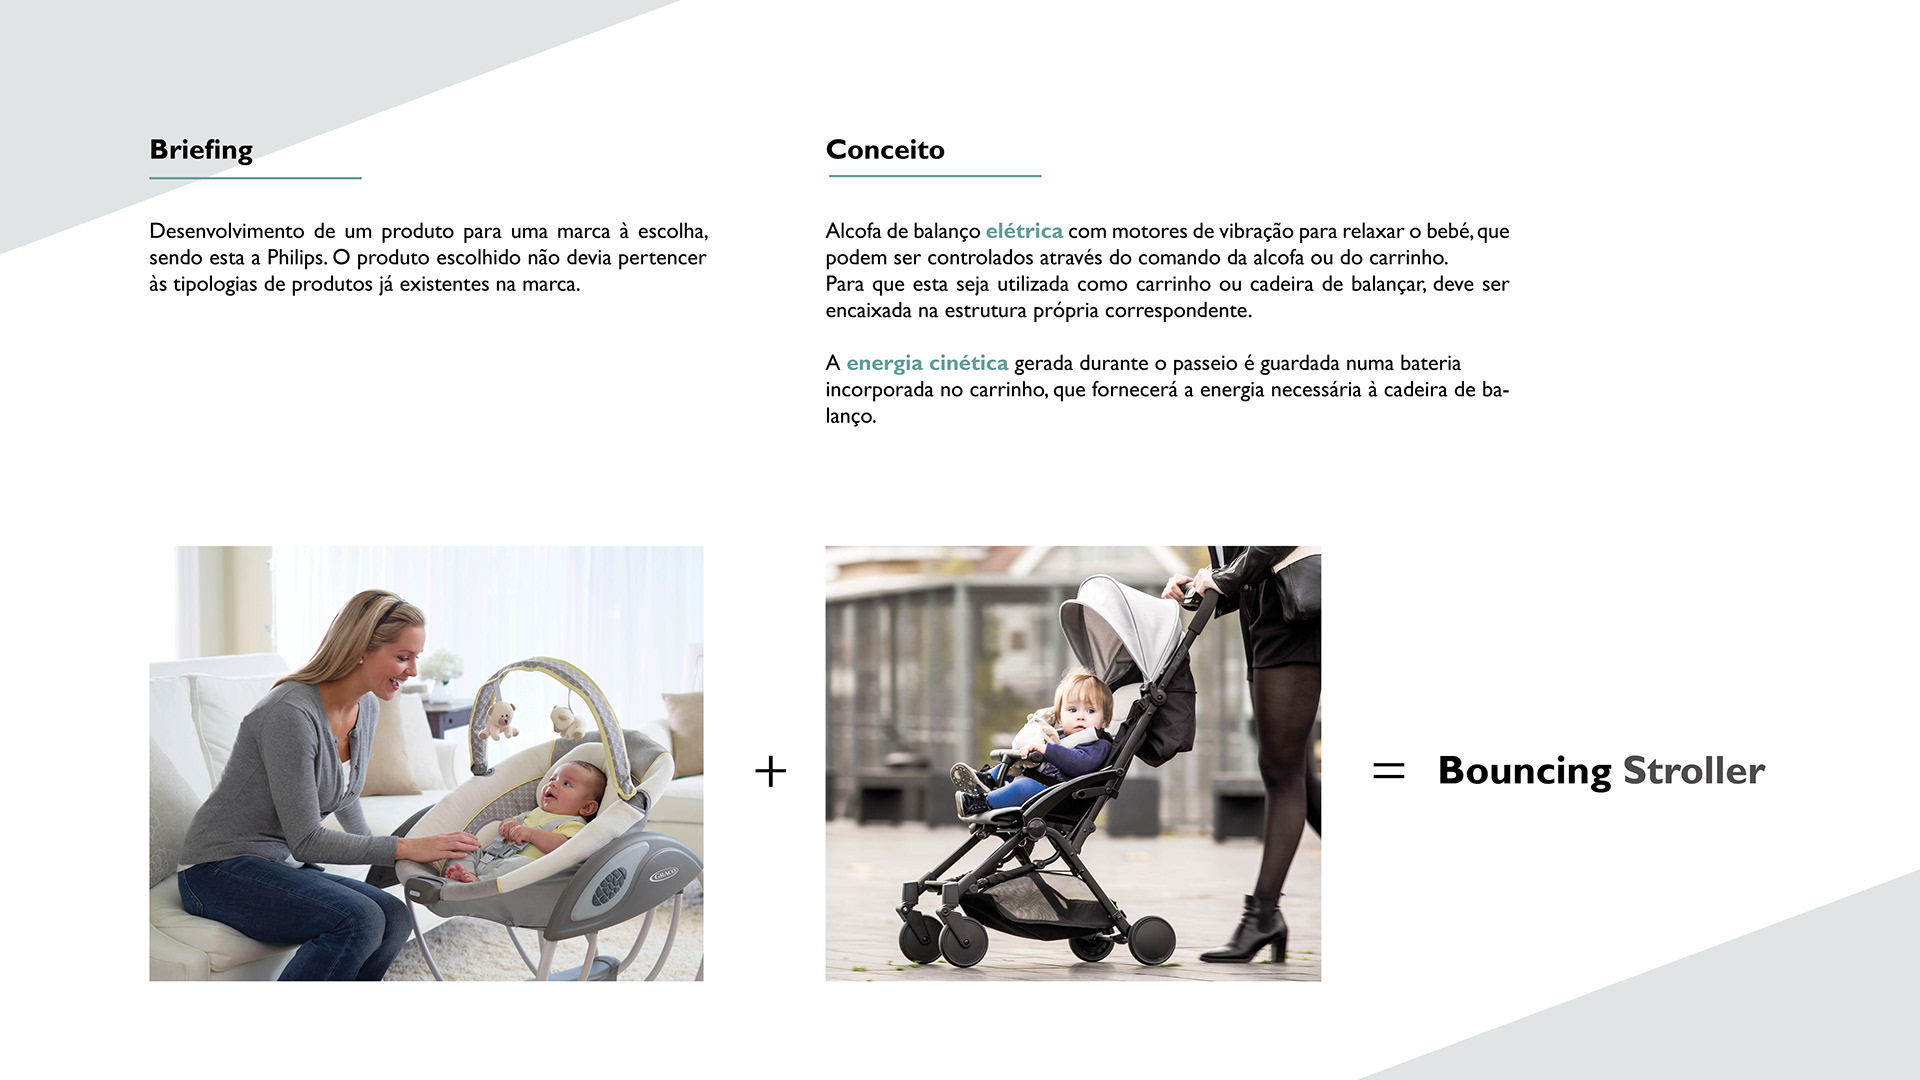 Briefing
Desenvolvimento de um produto para uma marca à escolha,
sendo esta a Philips. O produto escolhido não devia pertencer
às tipologias de produtos já existentes na marca.
Conceito
Alcofa de balanço elétrica com motores de vibração para relaxar o bebé, que
podem ser controlados através do comando da alcofa ou do carrinho.
Para que esta seja utilizada como carrinho ou cadeira de balançar, deve ser
encaixada na estrutura própria correspondente.
A energia cinética gerada durante o passeio é guardada numa bateria
incorporada no carrinho, que fornecerá a energia necessária à cadeira de ba-
lanço.
GRACO
+
= Bouncing Stroller